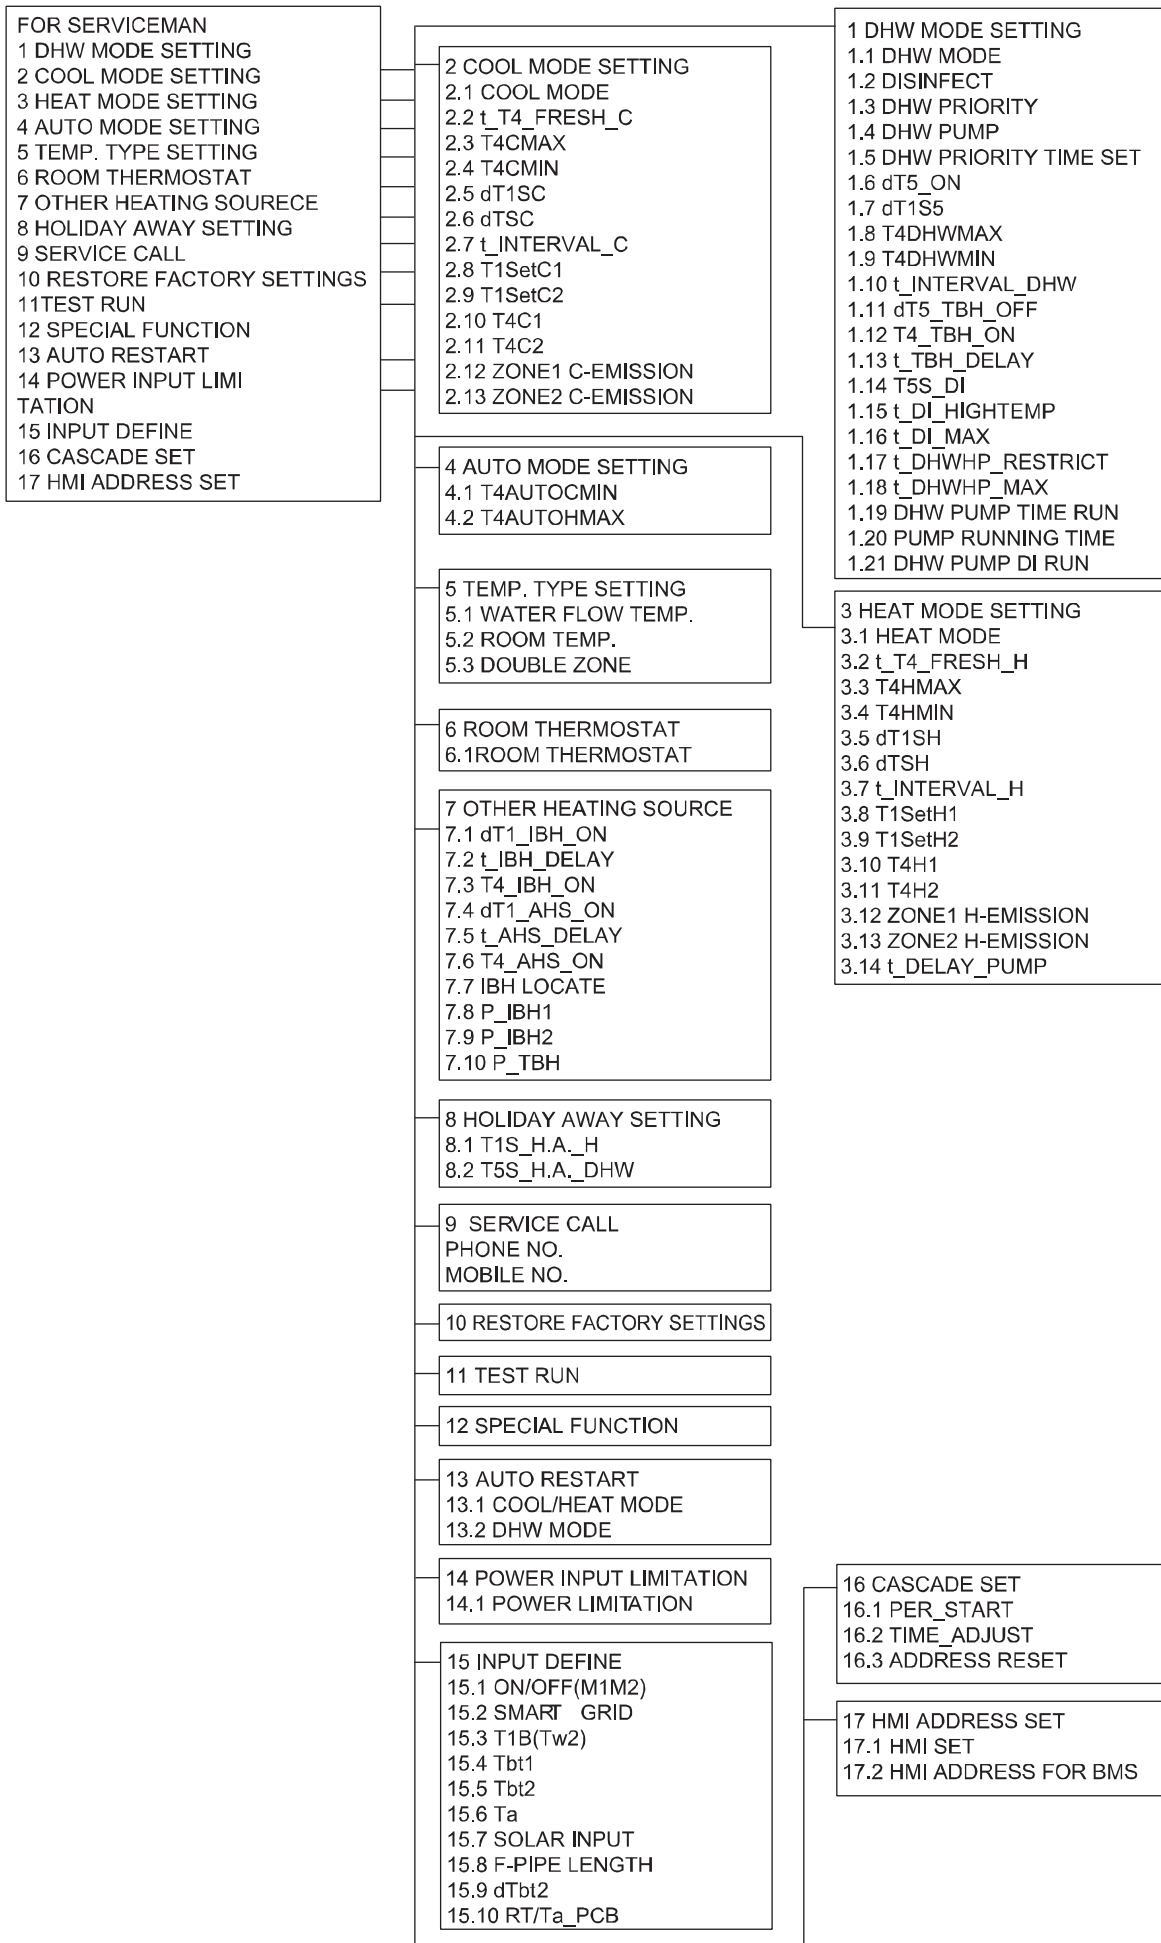 FOR SERVICEMAN
1 DHW MODE SETTING
2 COOL MODE SETTING
3 HEAT MODE SETTING
4 AUTO MODE SETTING
5 TEMP. TYPE SETTING
6 ROOM THERMOSTAT
7 OTHER HEATING SOURECE
8 HOLIDAY AWAY SETTING
9 SERVICE CALL
10 RESTORE FACTORY SETTINGS
11TEST RUN
12 SPECIAL FUNCTION
13 AUTO RESTART
14 POWER INPUT LIMI
TATION
15 INPUT DEFINE
16 CASCADE SET
17 HMI ADDRESS SET
2 COOL MODE SETTING
2.1 COOL MODE
2.2 t_T4_FRESH_C
2.3 T4CMAX
2.4 T4CMIN
2.5 dT1SC
2.6 dTSC
2.7 t_INTERVAL_C
2.8 T1SetC1
2.9 T1SetC2
2.10 T4C1
2.11 T4C2
2.12 ZONE1 C-EMISSION
2.13 ZONE2 C-EMISSION
4 AUTO MODE SETTING
4.1 T4AUTOCMIN
4.2 T4AUTOHMAX
5 TEMP. TYPE SETTING
5.1 WATER FLOW TEMP.
5.2 ROOM TEMP.
5.3 DOUBLE ZONE
6 ROOM THERMOSTAT
6.1ROOM THERMOSTAT
7 OTHER HEATING SOURCE
7.1 dT1_IBH_ON
7.2 t_IBH_DELAY
7.3 T4_IBH_ON
7.4 dT1_AHS_ON
7.5 t_AHS_DELAY
7.6 T4_AHS_ON
7.7 IBH LOCATE
7.8 P_IBH1
7.9 P_IBH2
7.10 P_TBH
8 HOLIDAY AWAY SETTING
8.1 T1S_H.A._H
8.2 T5S_H.A._DHW
9 SERVICE CALL
PHONE NO.
MOBILE NO.
10 RESTORE FACTORY SETTINGS
11 TEST RUN
12 SPECIAL FUNCTION
13 AUTO RESTART
13.1 COOL/HEAT MODE
13.2 DHW MODE
14 POWER INPUT LIMITATION
14.1 POWER LIMITATION
15 INPUT DEFINE
15.1 ON/OFF(M1M2)
15.2 SMART GRID
15.3 T1B(Tw2)
15.4 Tbt1
15.5 Tbt2
15.6 Ta
15.7 SOLAR INPUT
15.8 F-PIPE LENGTH
15.9 dTbt2
15.10 RT/Ta_PCB
1 DHW MODE SETTING
1.1 DHW MODE
1.2 DISINFECT
1.3 DHW PRIORITY
1.4 DHW PUMP
1.5 DHW PRIORITY TIME SET
1.6 dT5_ON
1.7 dT1S5
1.8 T4DHWMAX
1.9 T4DHWMIN
1.10 t_INTERVAL_DHW
1.11 dT5_TBH_OFF
1.12 T4_TBH_ON
1.13 t_TBH_DELAY
1.14 T5S_DI
1.15 t_DI_HIGHTEMP
1.16 t_DI_MAX
1.17 t_DHWHP_RESTRICT
1.18 t_DHWHP_MAX
1.19 DHW PUMP TIME RUN
1.20 PUMP RUNNING TIME
1.21 DHW PUMP DI RUN
3 HEAT MODE SETTING
3.1 HEAT MODE
3.2 t_T4_FRESH_H
3.3 T4HMAX
3.4 T4HMIN
3.5 dT1SH
3.6 dTSH
3.7 t_INTERVAL_H
3.8 T1SetH1
3.9 T1SetH2
3.10 T4H1
3.11 T4H2
3.12 ZONE1 H-EMISSION
3.13 ZONE2 H-EMISSION
3.14 t_DELAY_PUMP
16 CASCADE SET
16.1 PER_START
16.2 TIME_ADJUST
16.3 ADDRESS RESET
17 HMI ADDRESS SET
17.1 HMI SET
17.2 HMI ADDRESS FOR BMS